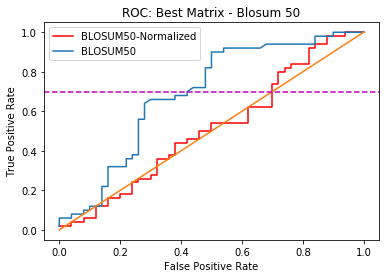 ROC: Best Matrix - Blosum 50
BLOSUM50-Normalized
BLOSUM50
True Positive Rate
1.0
0.8
0.6
0.4
0.2
0.0
0.0 0.2 0.4 0.6 0.8 1.0
False Positive Rate